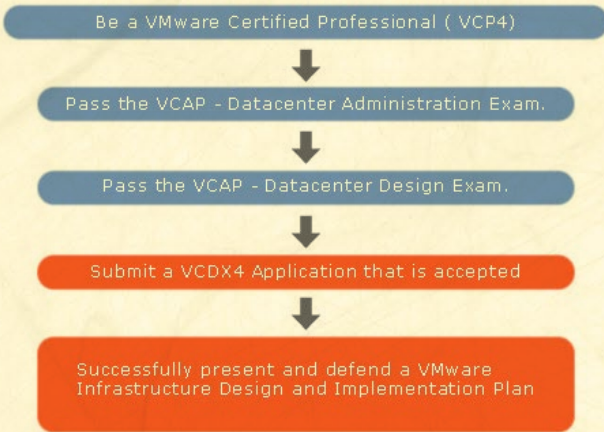 Be a VMware Certified Professional ( VCP4)
Pass the VCAP - Datacenter Administration Exam.
Pass the VCAP - Datacenter Design Exam.
Submit a VCDX4 Application that is accepted
Successfully present and defend a VMware
Infrastructure Design and Implementation Plan